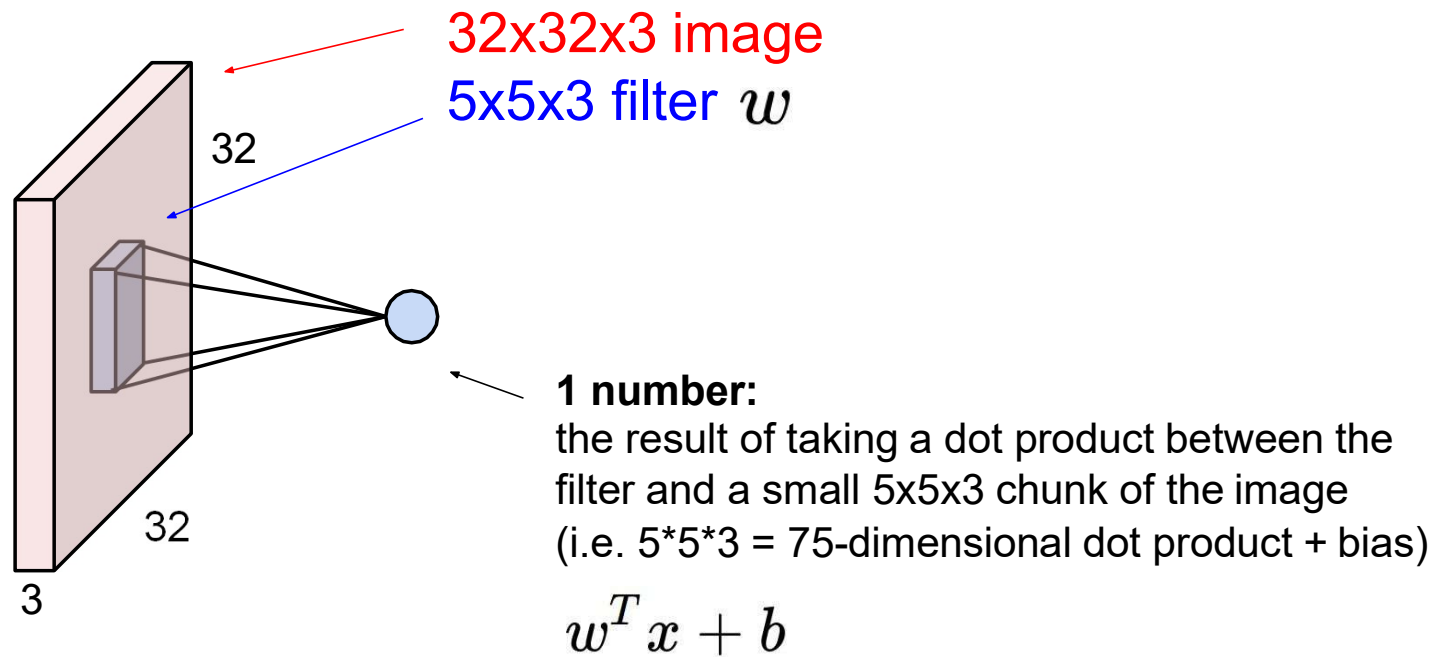 32x32x3 image
5x5x3 filter w
32
32
3
1 number:
the result of taking a dot product between the
filter and a small 5x5x3 chunk of the image
(i.e. 5*5*3 = 75-dimensional dot product + bias)
w^T x + b